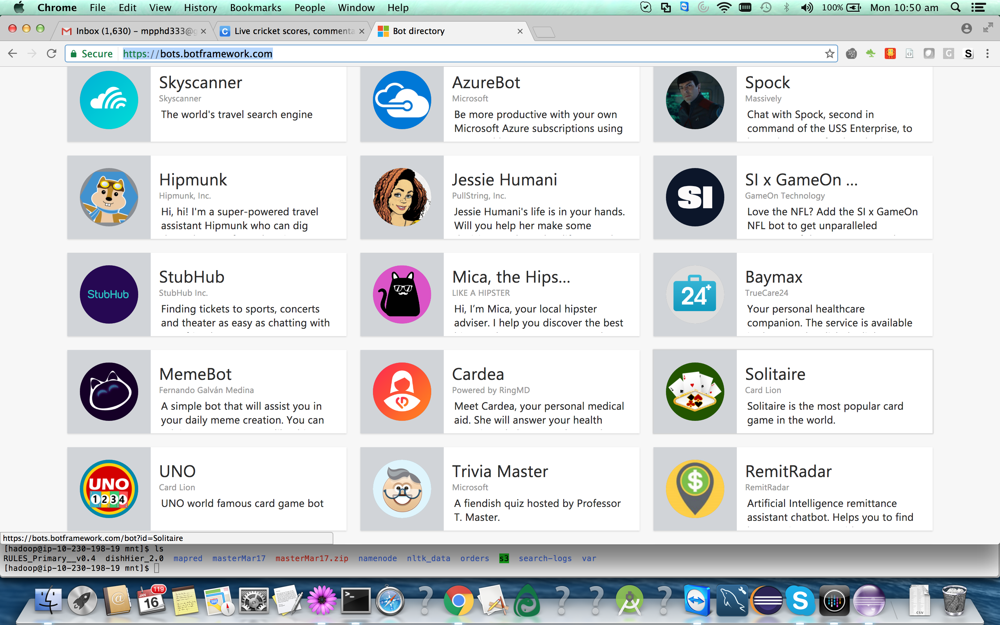 Chrome File Edit View History Bookmarks People Window Help 100% Mon 10:50 am
Inbox (1,630) – mpphd333@g
Live cricket scores, commenta
Bot directory
Secure https://bots.botframework.com
G S
Skyscanner
Skyscanner
The world's travel search engine
AzureBot
Microsoft
Be more productive with your own
Microsoft Azure subscriptions using
Spock
Massively
Chat with Spock, second in
command of the USS Enterprise, to
Hipmunk
Hipmunk, Inc.
Hi, hi! I'm a super-powered travel
assistant Hipmunk who can dig
Jessie Humani
PullString, Inc.
Jessie Humani's life is in your hands.
Will you help her make some
SI
SI x GameOn ...
GameOn Technology
Love the NFL? Add the SI x GameOn
NFL bot to get unparalleled
StubHub
StubHub
StubHub Inc.
Finding tickets to sports, concerts
and theater as easy as chatting with
Mica, the Hips...
LIKE A HIPSTER
Hi, I’m Mica, your local hipster
adviser. I help you discover the best
24+
Baymax
TrueCare24
Your personal healthcare
companion. The service is available
MemeBot
Fernando Galván Medina
A simple bot that will assist you in
your daily meme creation. You can
Cardea
Powered by RingMD
Meet Cardea, your personal medical
aid. She will answer your health
Solitaire
Card Lion
Solitaire is the most popular card
game in the world.
UNO
1234
UNO
Card Lion
UNO world famous card game bot
Trivia Master
Microsoft
A fiendish quiz hosted by Professor
T. Master.
$
RemitRadar
RemitRadar
Artificial Intelligence remittance
assistant chatbot. Helps you to find
https://bots.botframework.com/bot?id=Solitaire
[hadoop@ip-10-230-198-19 mnt]$ ls
RULES_Primary__v0.4 dishHier_2.0 mapred masterMar17 masterMar17.zip namenode nltk_data orders s3 search-logs var
[hadoop@ip-10-230-198-19 mnt]$
119
JAN
16
280
CSV